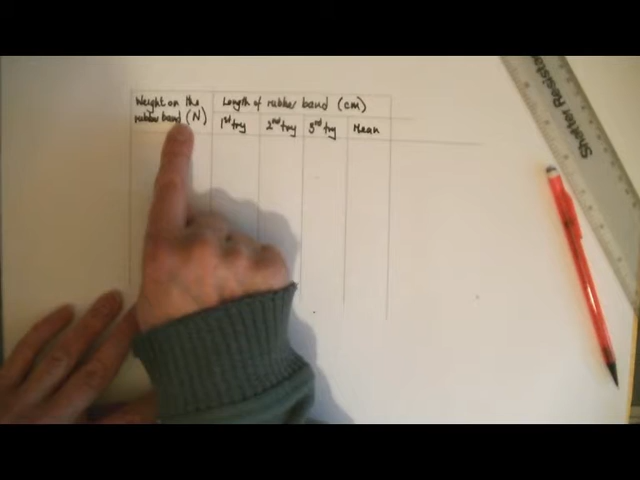 Weight on the
rubber band (N)
Length of rubber band (cm)
1st try
2nd try
3rd try
Mean
Shatter Resistant